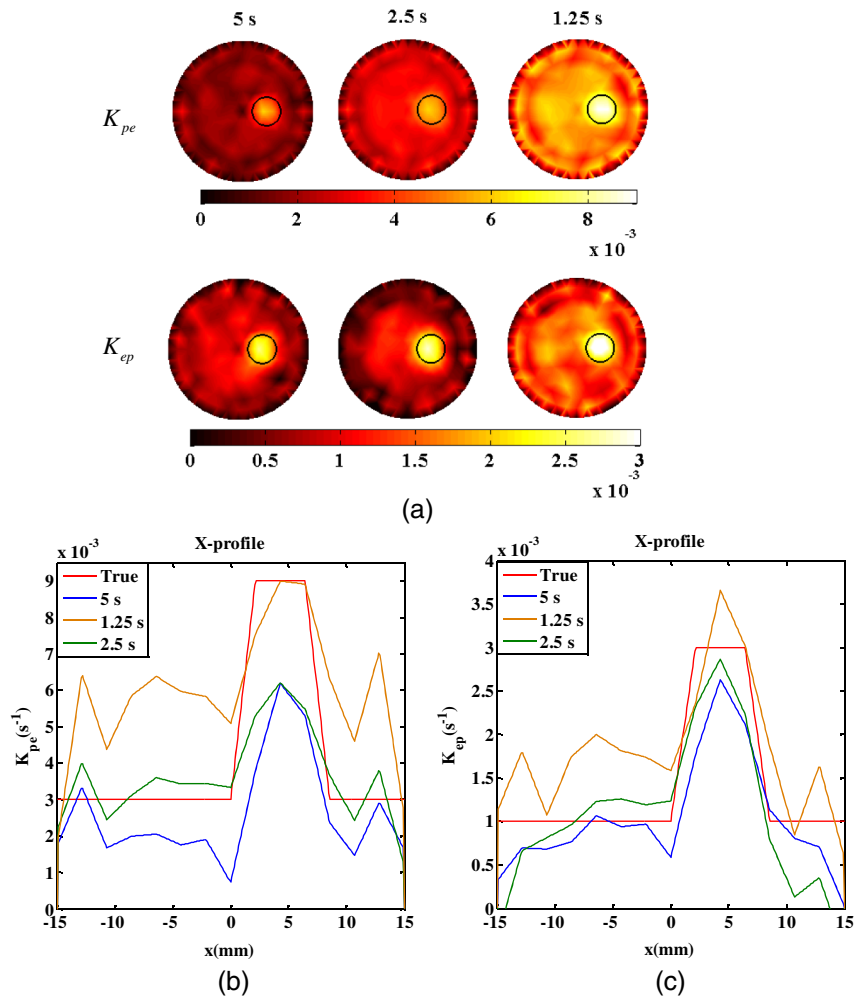 5 s 2.5 s 1.25 s
K_pe
0 2 4 6 8
x 10^-3
K_ep
0 0.5 1 1.5 2 2.5 3
x 10^-3
(a)
x 10^-3 X-profile
True
5 s
1.25 s
2.5 s
9
8
7
6
5
4
3
2
1
0
K_pe(s^-1)
-15 -10 -5 0 5 10 15
x(mm)
(b)
x 10^-3 X-profile
True
5 s
1.25 s
2.5 s
4
3.5
3
2.5
2
1.5
1
0.5
0
K_ep(s^-1)
-15 -10 -5 0 5 10 15
x(mm)
(c)